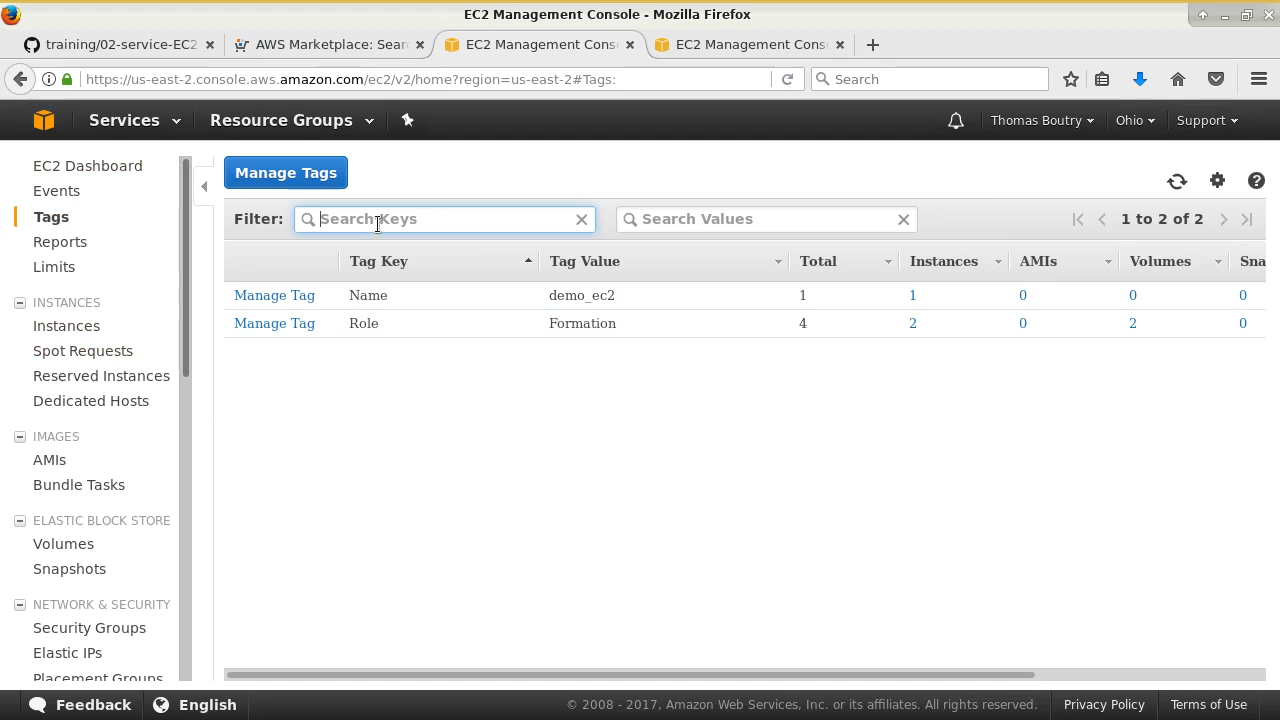 EC2 Management Console - Mozilla Firefox
training/02-service-EC2
AWS Marketplace: Sear
EC2 Management Cons
EC2 Management Cons
https://us-east-2.console.aws.amazon.com/ec2/v2/home?region=us-east-2#Tags:
Search
Services
Resource Groups
Thomas Boutry
Ohio
Support
EC2 Dashboard
Events
Tags
Reports
Limits
INSTANCES
Instances
Spot Requests
Reserved Instances
Dedicated Hosts
IMAGES
AMIs
Bundle Tasks
ELASTIC BLOCK STORE
Volumes
Snapshots
NETWORK & SECURITY
Security Groups
Elastic IPs
Placement Groups
Manage Tags
Filter: Search Keys Search Values 1 to 2 of 2
Tag Key Tag Value Total Instances AMIs Volumes Sna
Manage Tag Name demo_ec2 1 1 0 0 0
Manage Tag Role Formation 4 2 0 2 0
Feedback English © 2008 - 2017, Amazon Web Services, Inc. or its affiliates. All rights reserved. Privacy Policy Terms of Use